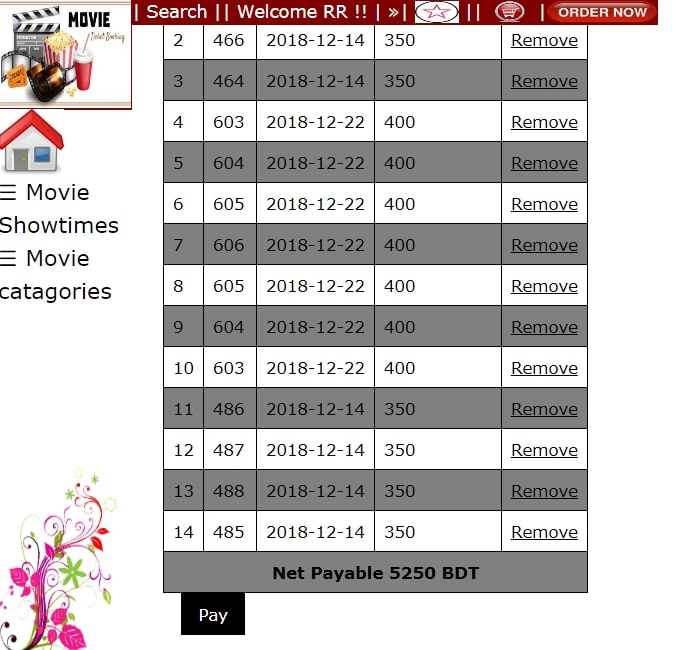 MOVIE
Ticket Booking
| Search || Welcome RR !! | »| || | ORDER NOW
2 466 2018-12-14 350 Remove
3 464 2018-12-14 350 Remove
4 603 2018-12-22 400 Remove
5 604 2018-12-22 400 Remove
6 605 2018-12-22 400 Remove
7 606 2018-12-22 400 Remove
8 605 2018-12-22 400 Remove
9 604 2018-12-22 400 Remove
10 603 2018-12-22 400 Remove
11 486 2018-12-14 350 Remove
12 487 2018-12-14 350 Remove
13 488 2018-12-14 350 Remove
14 485 2018-12-14 350 Remove
Net Payable 5250 BDT
Pay
☰ Movie
Showtimes
☰ Movie
catagories